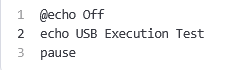 1 @echo Off
2 echo USB Execution Test
3 pause